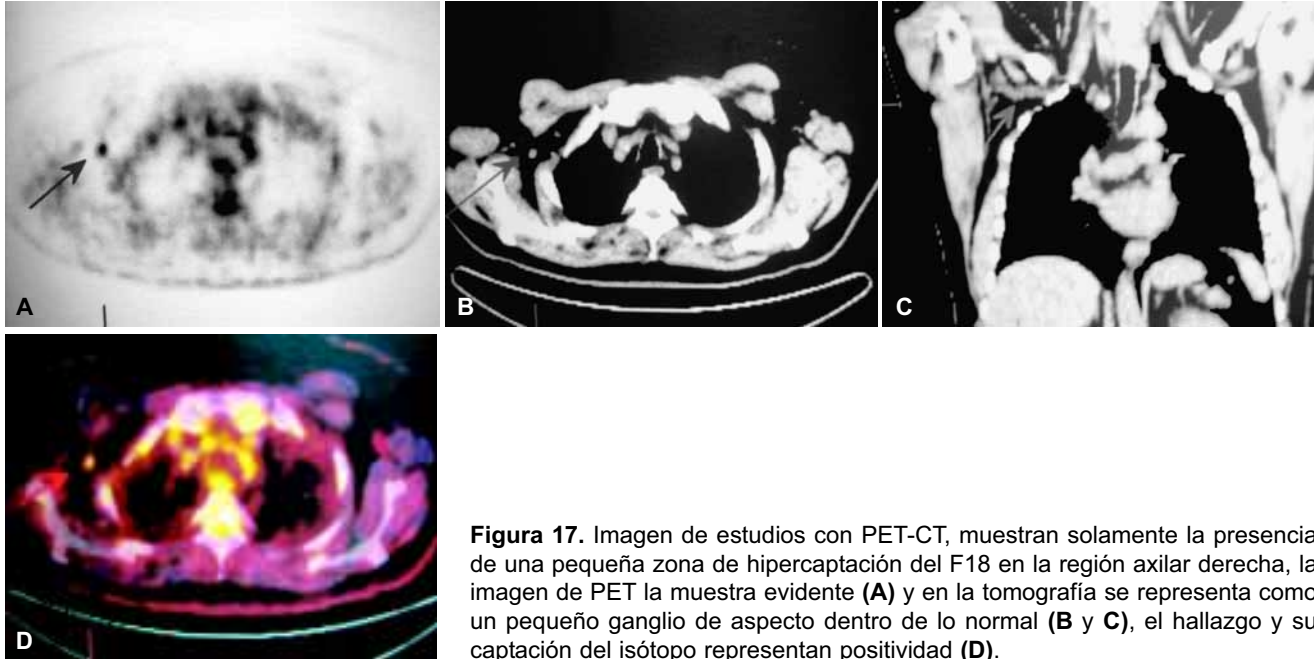 A
B
C
D
Figura 17. Imagen de estudios con PET-CT, muestran solamente la presencia
de una pequeña zona de hipercaptación del F18 en la región axilar derecha, la
imagen de PET la muestra evidente (A) y en la tomografía se representa como
un pequeño ganglio de aspecto dentro de lo normal (B y C), el hallazgo y su
captación del isótopo representan positividad (D).